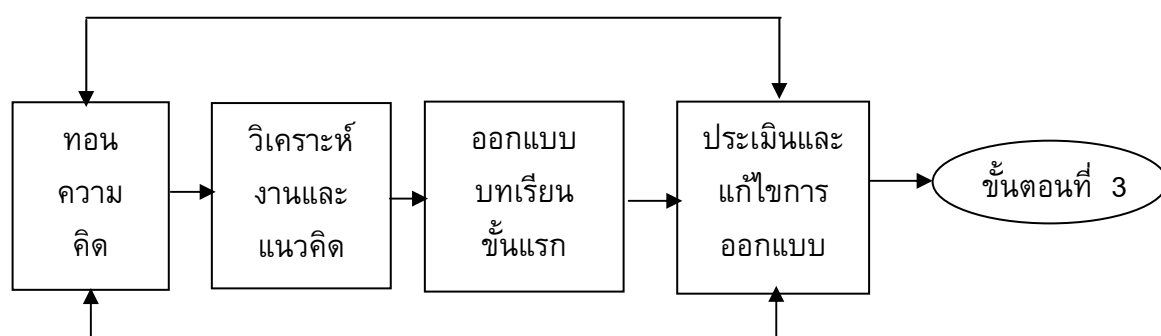 ทอน
ความ
คิด
วิเคราะห์
งานและ
แนวคิด
ออกแบบ
บทเรียน
ขั้นแรก
ประเมินและ
แก้ไขการ
ออกแบบ
ขั้นตอนที่ 3